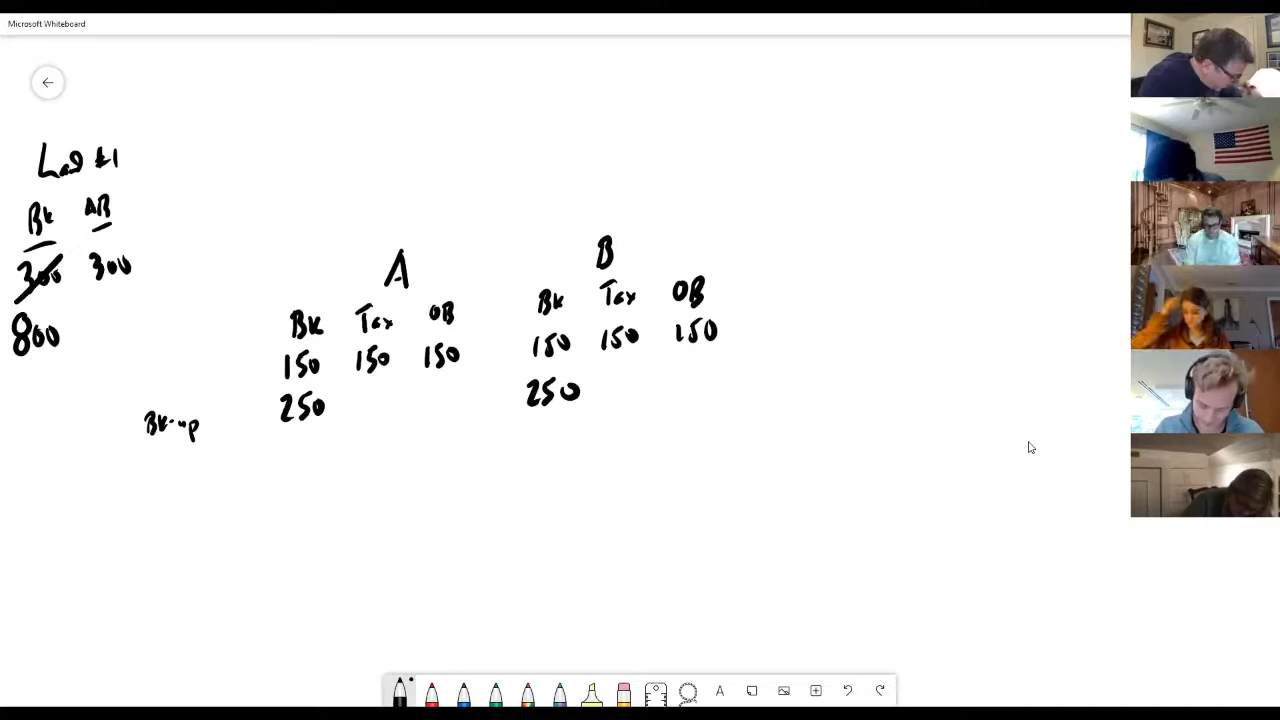 Microsoft Whiteboard
Lad #1
Bk AB
300 300
800
A
Bk Tax OB
150 150 150
250
Bk-up
B
Bk Tax OB
150 150 150
250
A